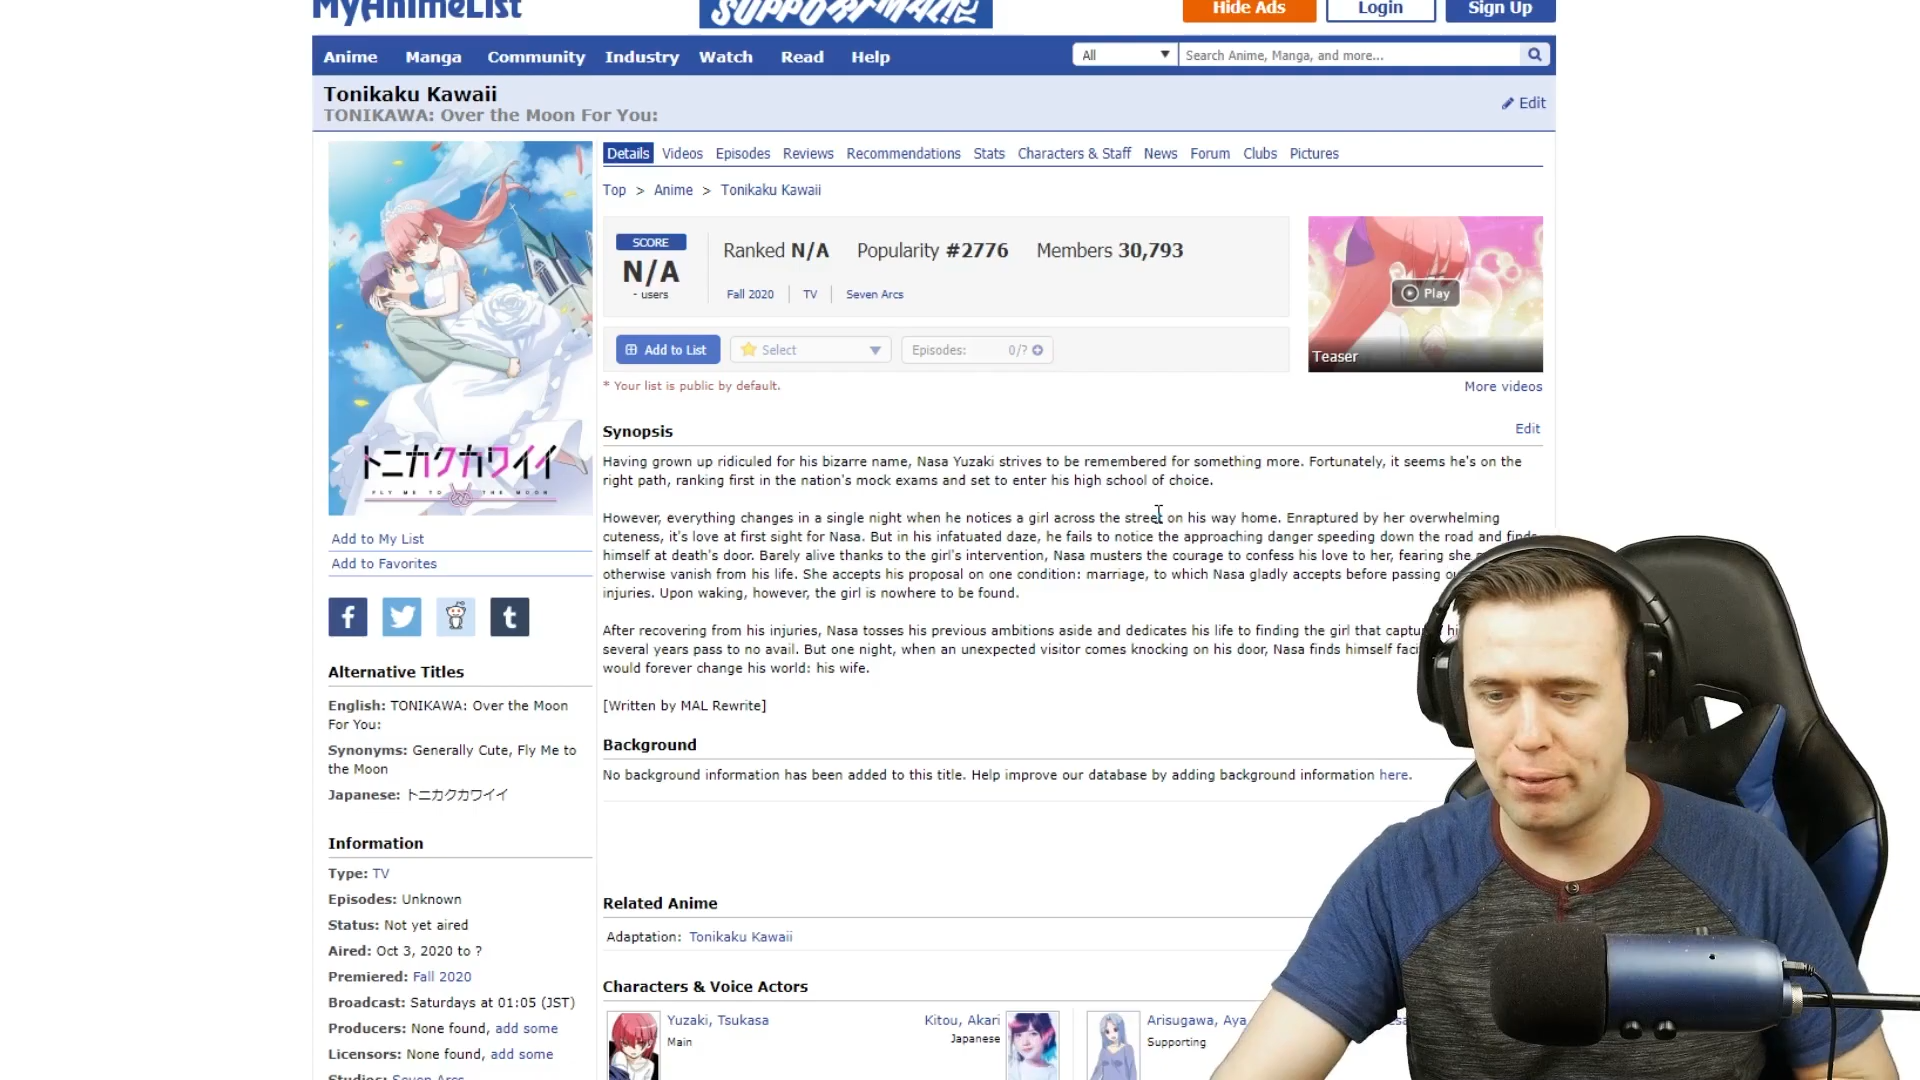 MyAnimeList
SUPPORT MAL
Hide Ads
Login
Sign Up
Anime
Manga
Community
Industry
Watch
Read
Help
All
Search Anime, Manga, and more...
Tonikaku Kawaii
TONIKAWA: Over the Moon For You:
Edit
トニカクカワイイ
FLY ME TO THE MOON
Details
Videos
Episodes
Reviews
Recommendations
Stats
Characters & Staff
News
Forum
Clubs
Pictures
Top > Anime > Tonikaku Kawaii
SCORE
N/A
- users
Ranked N/A
Popularity #2776
Members 30,793
Fall 2020
TV
Seven Arcs
Add to List
Select
Episodes: 0/?
Play
Teaser
* Your list is public by default.
More videos
Synopsis
Edit
Having grown up ridiculed for his bizarre name, Nasa Yuzaki strives to be remembered for something more. Fortunately, it seems he's on the
right path, ranking first in the nation's mock exams and set to enter his high school of choice.
However, everything changes in a single night when he notices a girl across the street on his way home. Enraptured by her overwhelming
cuteness, it's love at first sight for Nasa. But in his infatuated daze, he fails to notice the approaching danger speeding down the road and finds
himself at death's door. Barely alive thanks to the girl's intervention, Nasa musters the courage to confess his love to her, fearing she
otherwise vanish from his life. She accepts his proposal on one condition: marriage, to which Nasa gladly accepts before passing
injuries. Upon waking, however, the girl is nowhere to be found.
After recovering from his injuries, Nasa tosses his previous ambitions aside and dedicates his life to finding the girl that
several years pass to no avail. But one night, when an unexpected visitor comes knocking on his door, Nasa finds himself
would forever change his world: his wife.
[Written by MAL Rewrite]
Background
No background information has been added to this title. Help improve our database by adding background information here.
Related Anime
Adaptation: Tonikaku Kawaii
Characters & Voice Actors
Yuzaki, Tsukasa
Main
Kitou, Akari
Japanese
Arisugawa, Aya
Supporting
Add to My List
Add to Favorites
Alternative Titles
English: TONIKAWA: Over the Moon
For You:
Synonyms: Generally Cute, Fly Me to
the Moon
Japanese: トニカクカワイイ
Information
Type: TV
Episodes: Unknown
Status: Not yet aired
Aired: Oct 3, 2020 to ?
Premiered: Fall 2020
Broadcast: Saturdays at 01:05 (JST)
Producers: None found, add some
Licensors: None found, add some
Studios: Seven Arcs